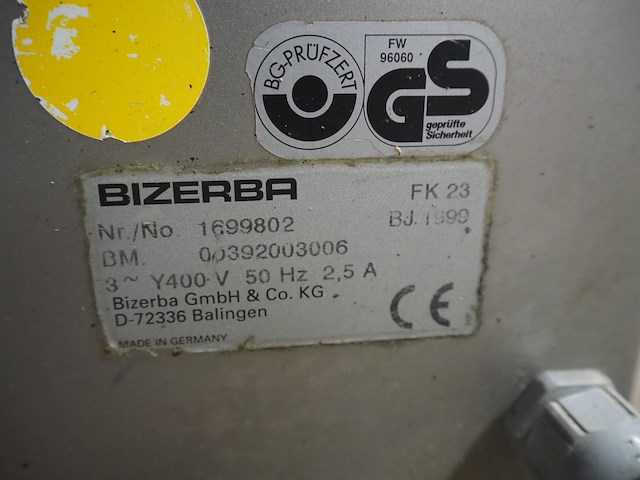 BG-PRÜFZERT
FW
96060
GS
geprüfte
Sicherheit
BIZERBA FK 23
Nr./No 1699802 BJ. 1999
BM. 00392003006
3~ Y400 V 50 Hz 2,5 A
Bizerba GmbH & Co. KG
D-72336 Balingen
CE
MADE IN GERMANY